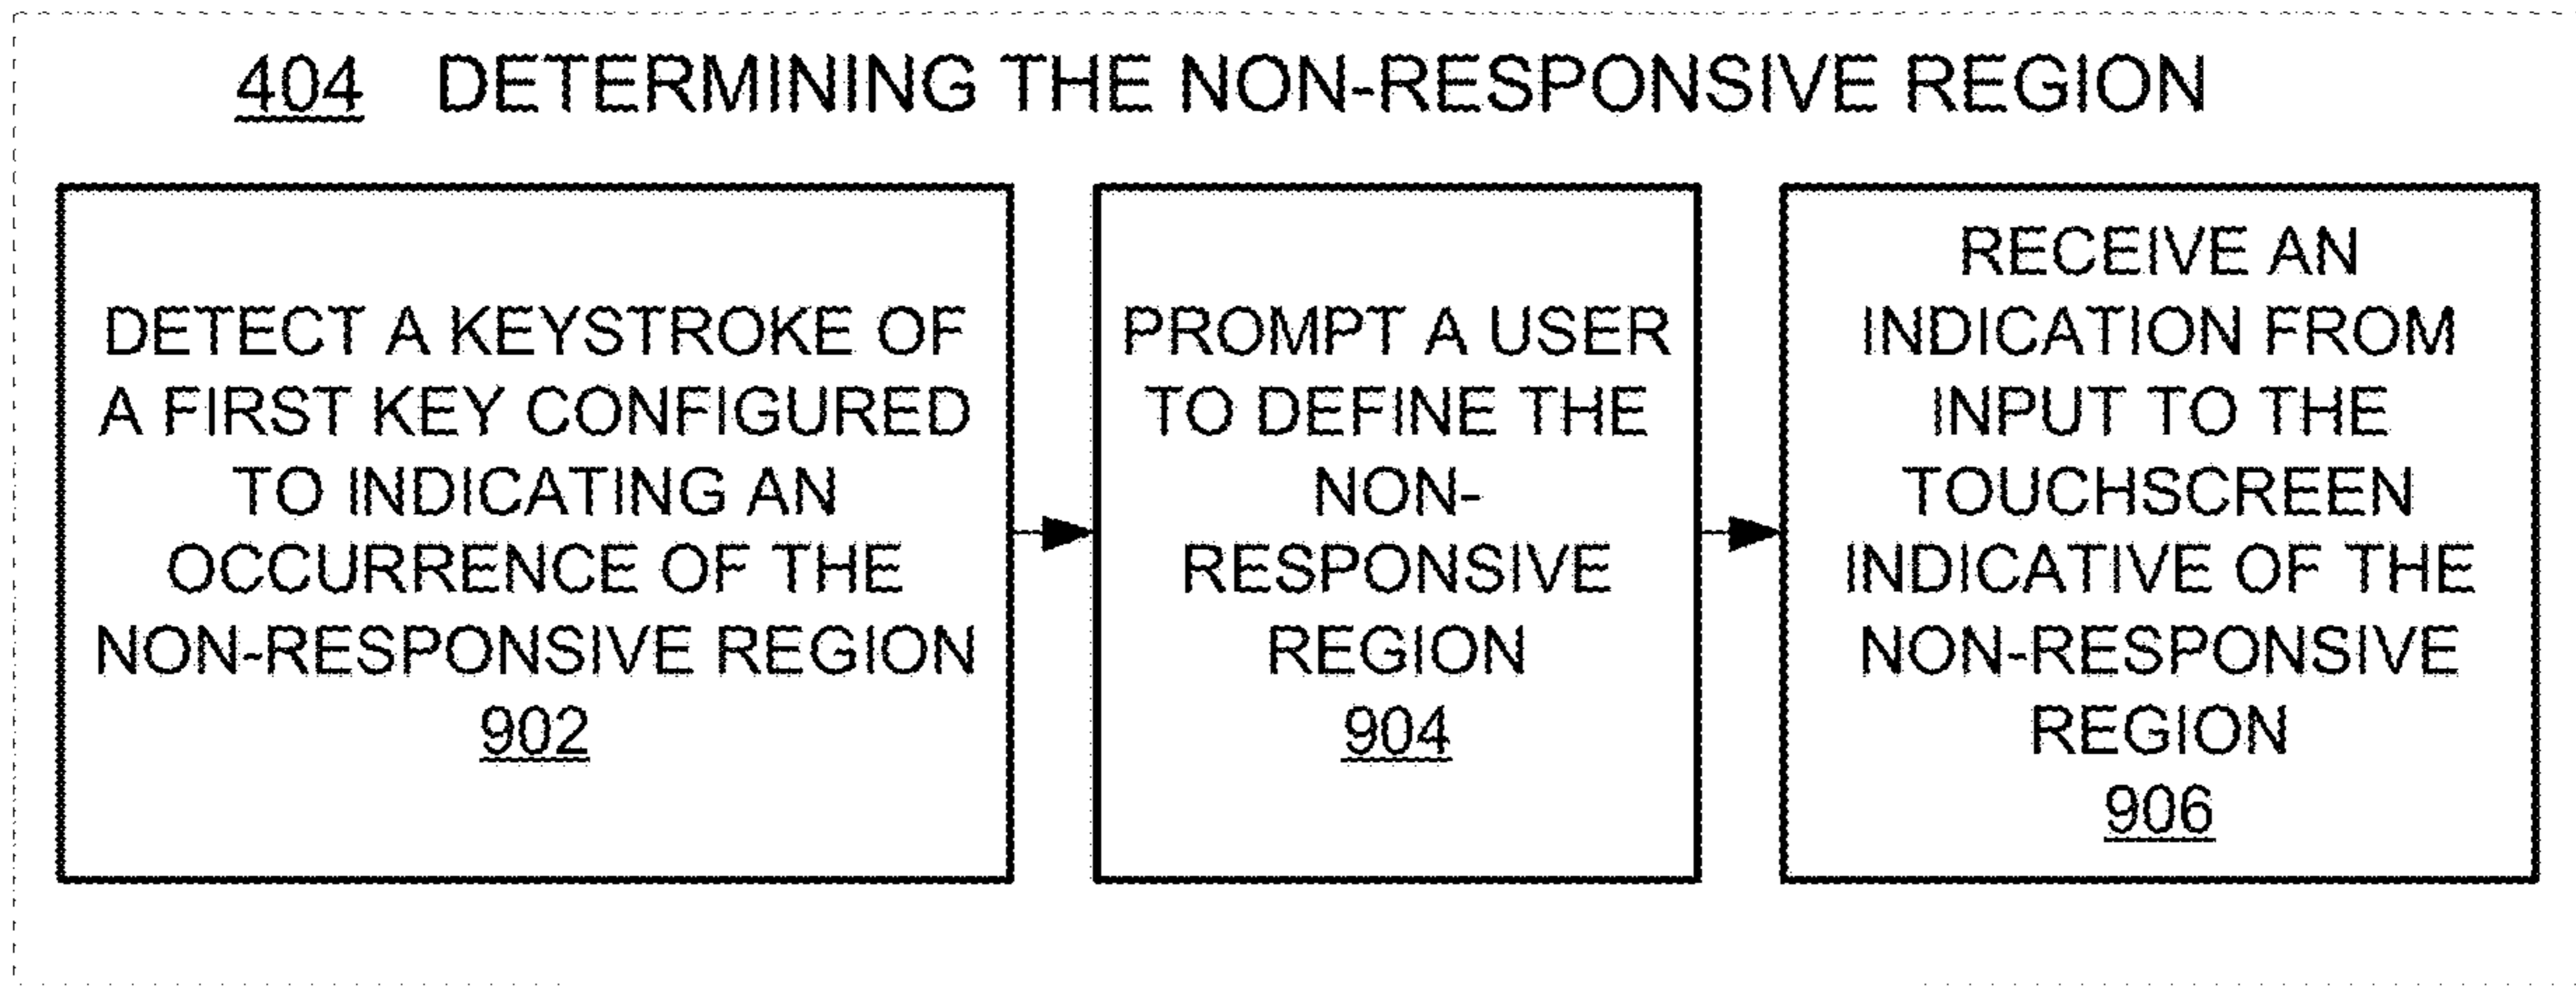 404 DETERMINING THE NON-RESPONSIVE REGION
DETECT A KEYSTROKE OF
A FIRST KEY CONFIGURED
TO INDICATING AN
OCCURRENCE OF THE
NON-RESPONSIVE REGION
902
PROMPT A USER
TO DEFINE THE
NON-
RESPONSIVE
REGION
904
RECEIVE AN
INDICATION FROM
INPUT TO THE
TOUCHSCREEN
INDICATIVE OF THE
NON-RESPONSIVE
REGION
906